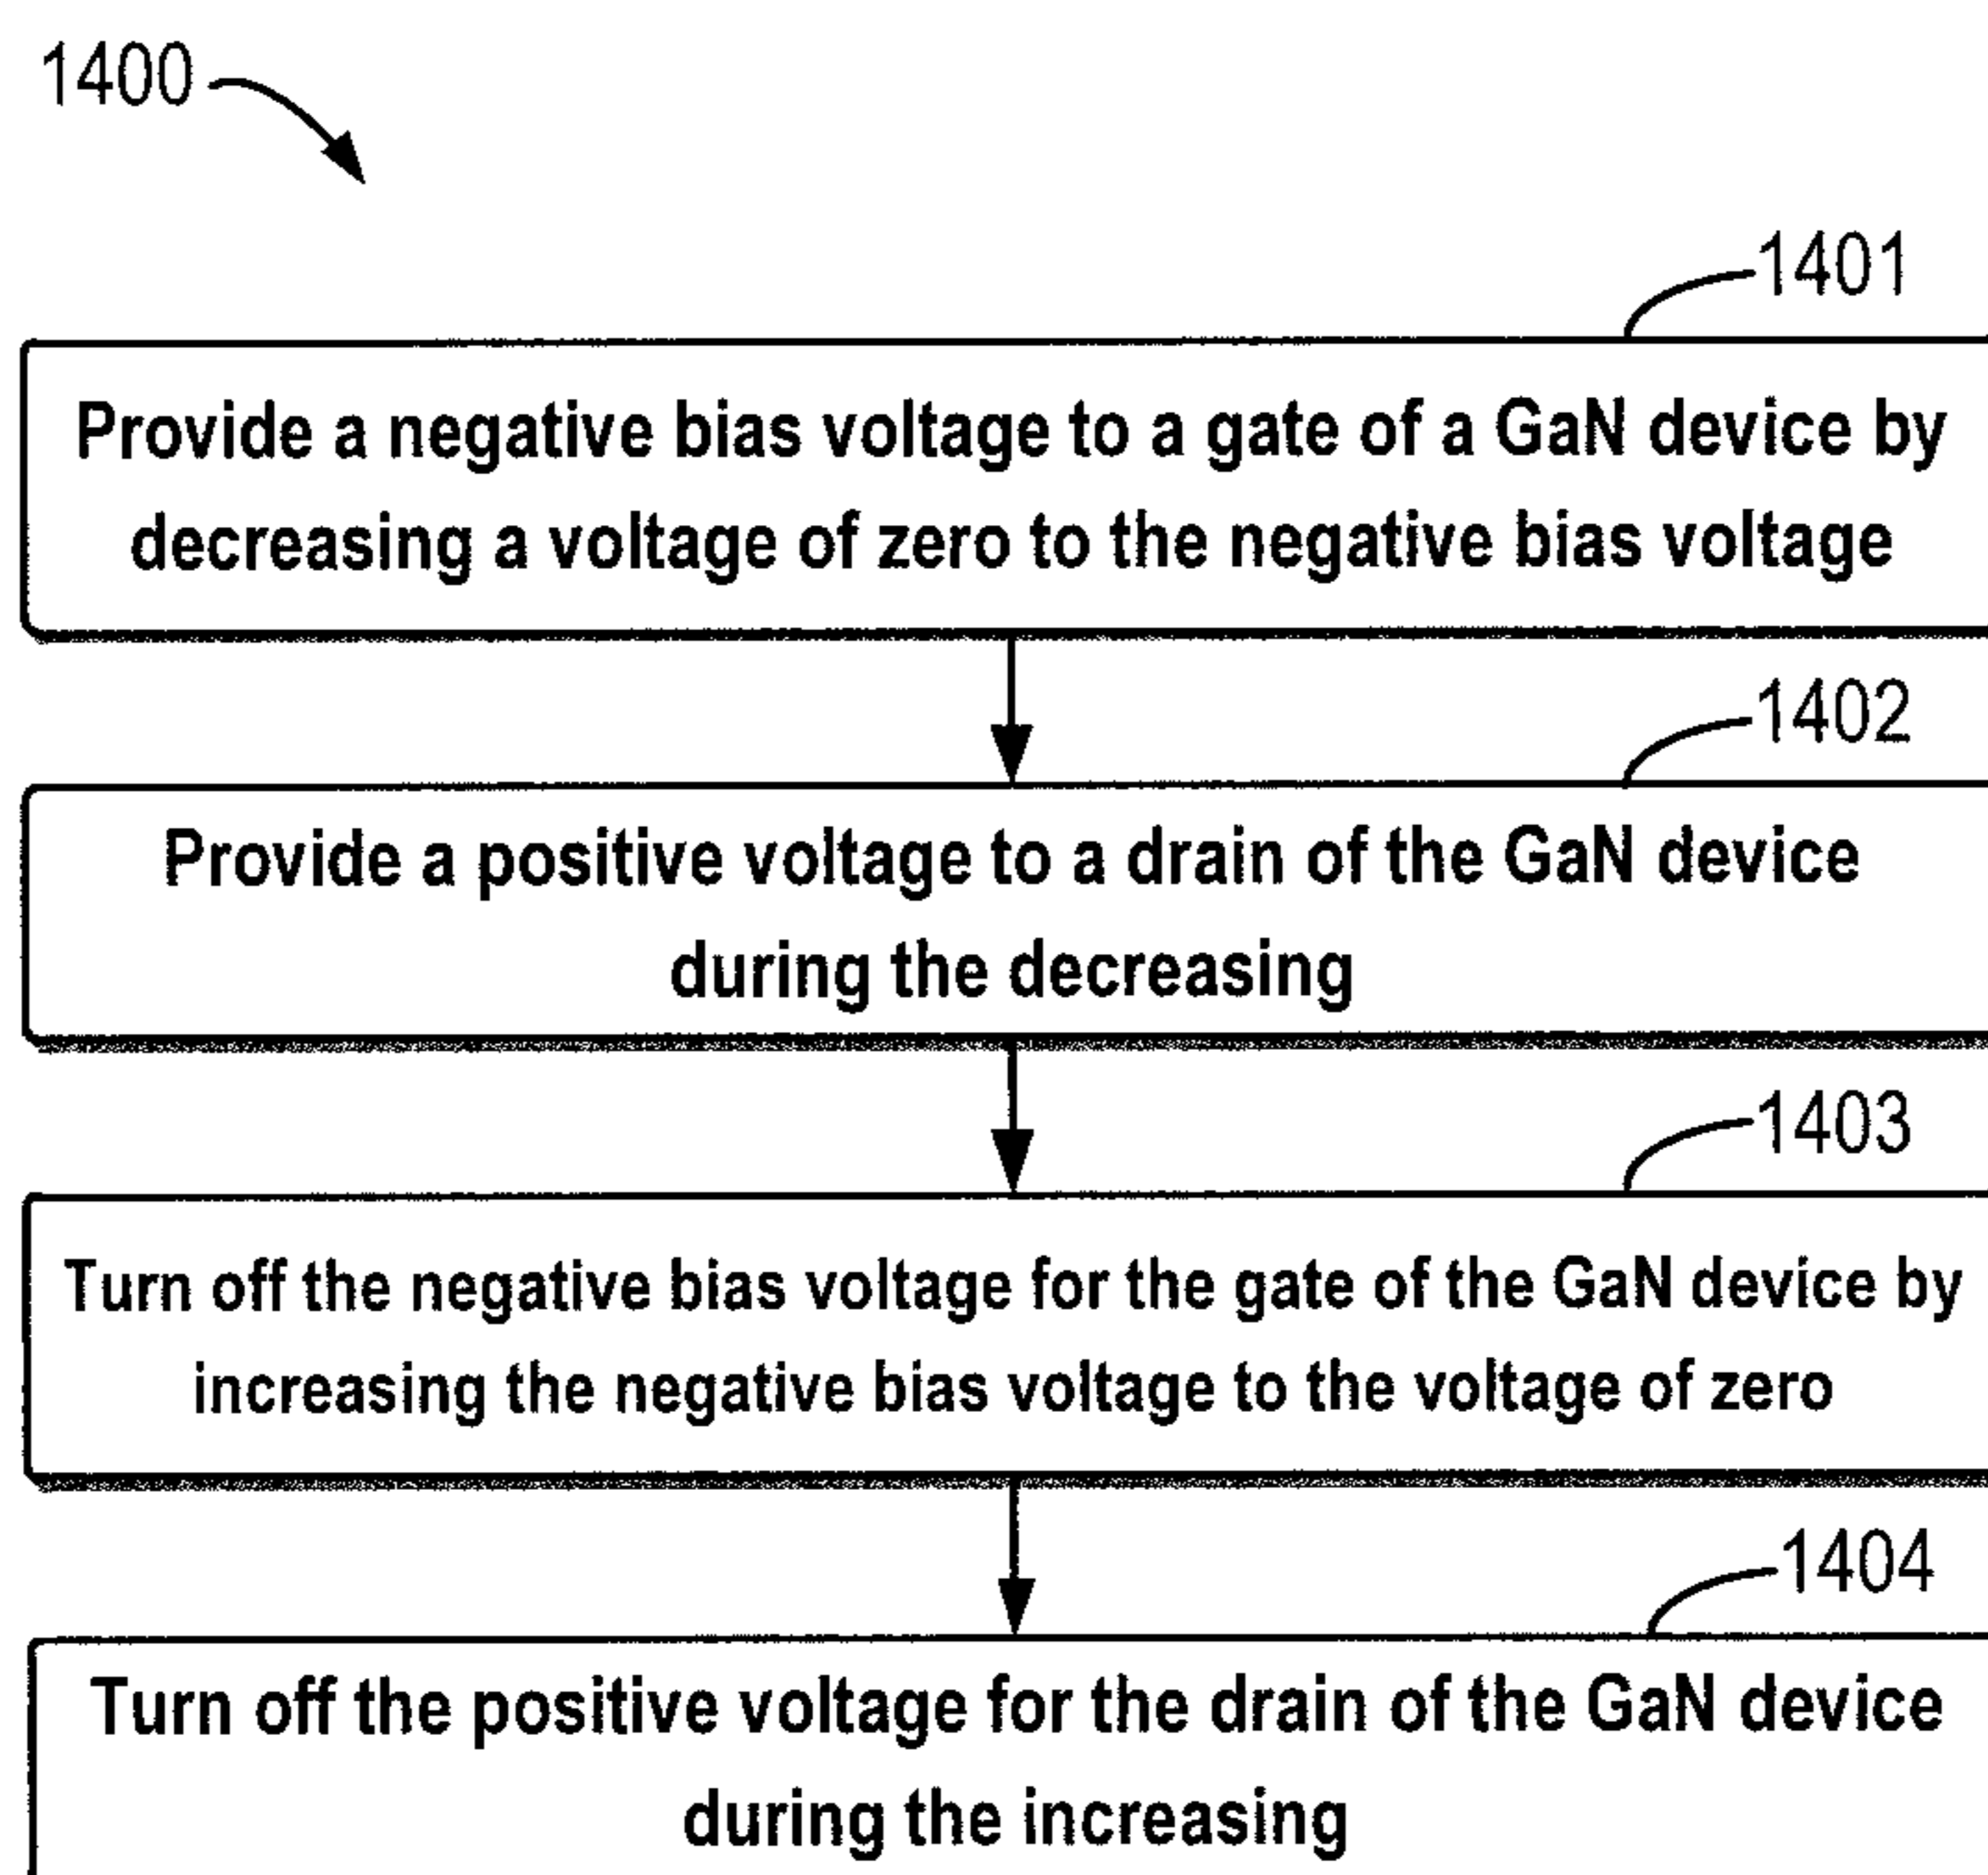 1400
1401
Provide a negative bias voltage to a gate of a GaN device by
decreasing a voltage of zero to the negative bias voltage
1402
Provide a positive voltage to a drain of the GaN device
during the decreasing
1403
Turn off the negative bias voltage for the gate of the GaN device by
increasing the negative bias voltage to the voltage of zero
1404
Turn off the positive voltage for the drain of the GaN device
during the increasing